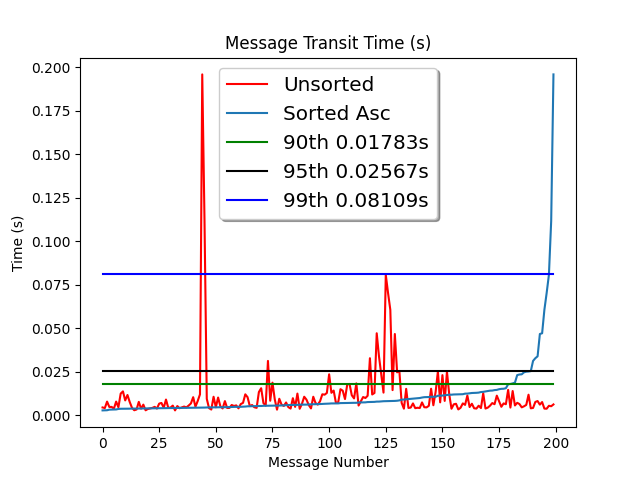 Message Transit Time (s)
Unsorted
Sorted Asc
90th 0.01783s
95th 0.02567s
99th 0.08109s
0.200
0.175
0.150
0.125
0.100
0.075
0.050
0.025
0.000
Time (s)
0 25 50 75 100 125 150 175 200
Message Number